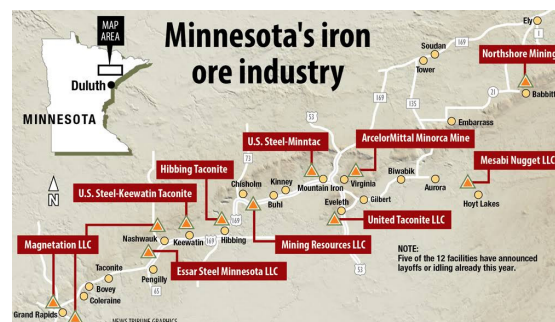 MAP
AREA
Duluth
MINNESOTA
N
Minnesota's iron
ore industry
Ely
1
169
Soudan
Tower
Northshore Mining
169
135
21
Babbitt
53
Embarrass
U.S. Steel-Minntac
ArcelorMittal Minorca Mine
Hibbing Taconite
73
Mesabi Nugget LLC
U.S. Steel-Keewatin Taconite
Chisholm
Kinney
Mountain Iron
Virginia
Biwabik
Aurora
Buhl
Gilbert
Hoyt Lakes
Eveleth
169
United Taconite LLC
Magnetation LLC
Nashwauk
Keewatin
169
Hibbing
Mining Resources LLC
Essar Steel Minnesota LLC
53
NOTE:
Five of the 12 facilities have announced
layoffs or idling already this year.
Taconite
Pengilly
65
Bovey
Coleraine
Grand Rapids
NEWS TRIBUNE GRAPHICS